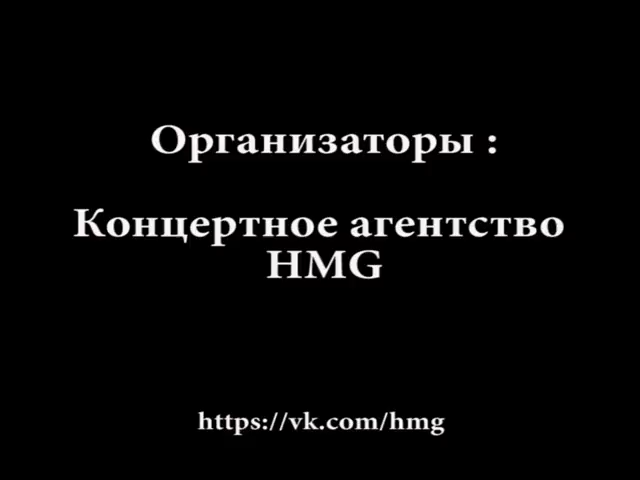 Организаторы :
Концертное агентство
HMG
https://vk.com/hmg